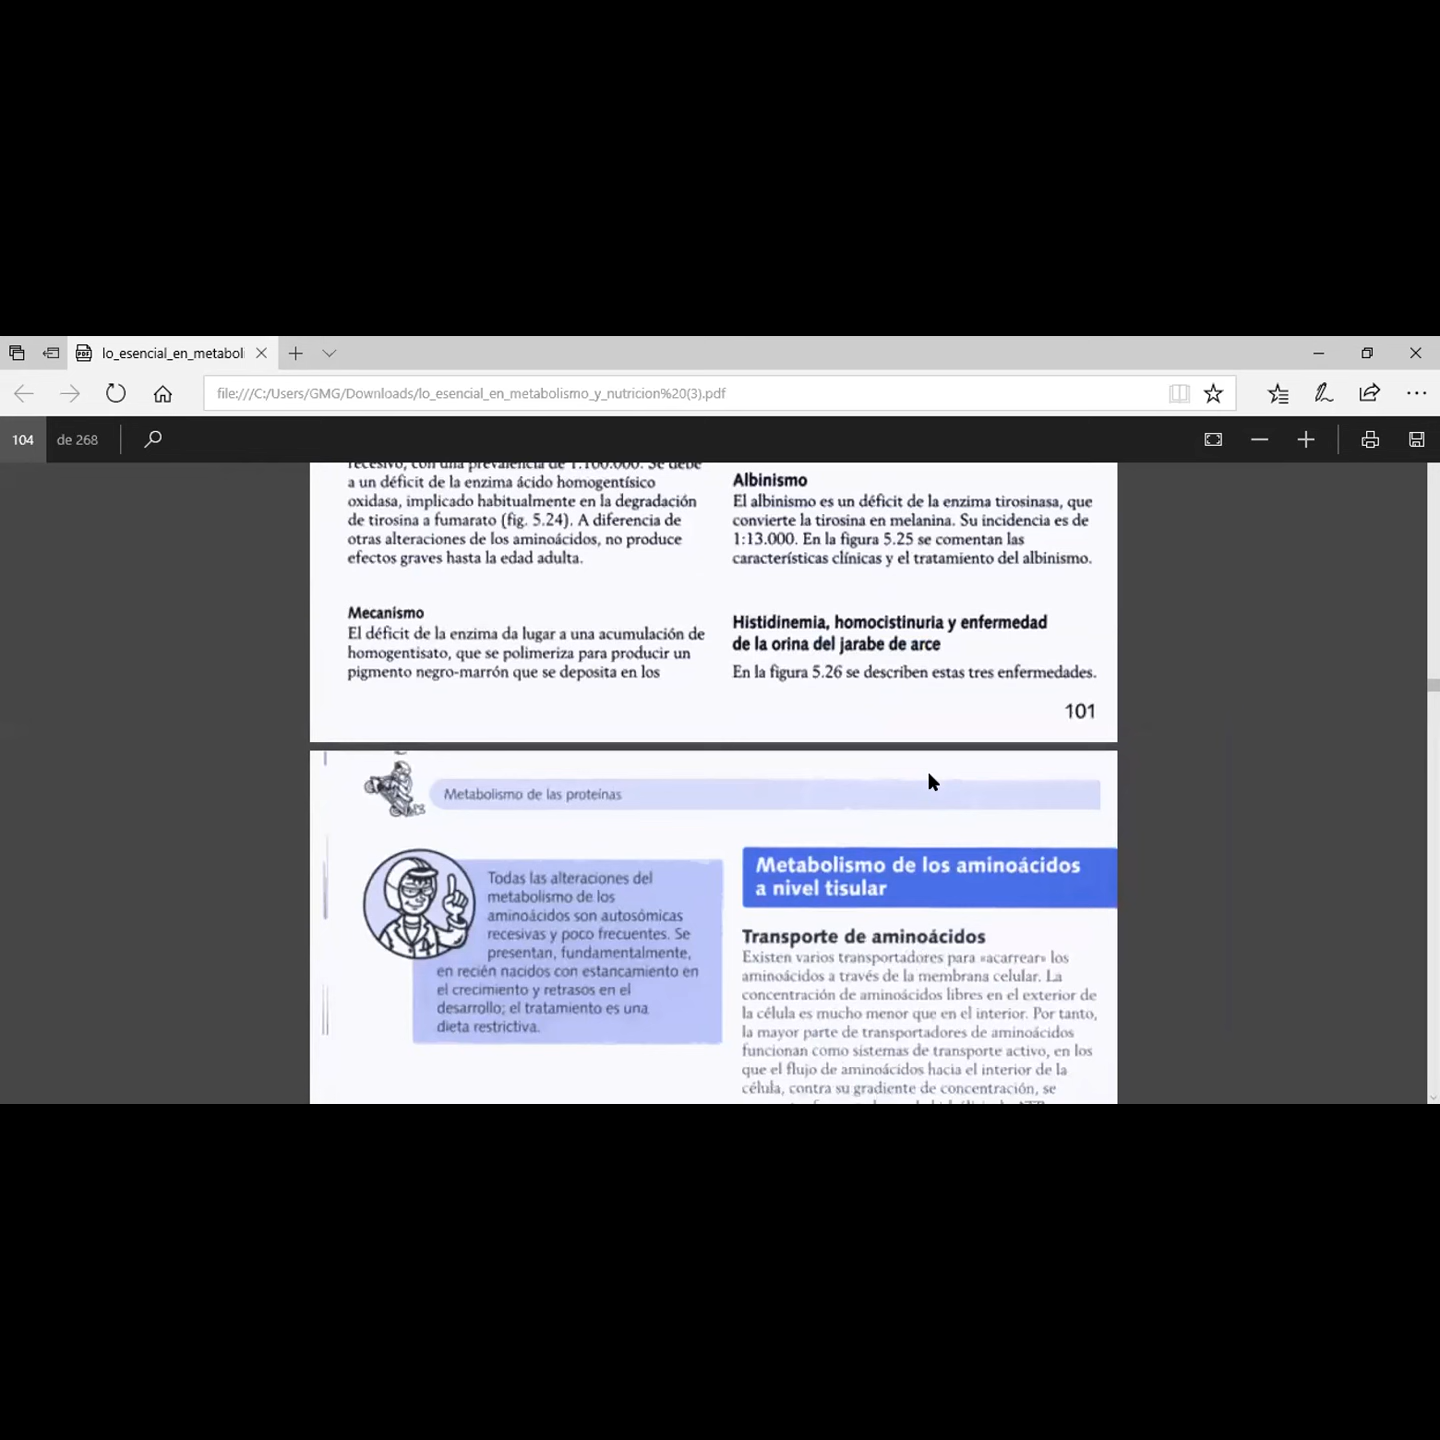 lo_esencial_en_metabol
file:///C:/Users/GMG/Downloads/lo_esencial_en_metabolismo_y_nutricion%20(3).pdf
104 de 268
recesivo, con una prevalencia de 1:100.000. Se debe
a un déficit de la enzima ácido homogentísico
oxidasa, implicado habitualmente en la degradación
de tirosina a fumarato (fig. 5.24). A diferencia de
otras alteraciones de los aminoácidos, no produce
efectos graves hasta la edad adulta.
Mecanismo
El déficit de la enzima da lugar a una acumulación de
homogentisato, que se polimeriza para producir un
pigmento negro-marrón que se deposita en los
Albinismo
El albinismo es un déficit de la enzima tirosinasa, que
convierte la tirosina en melanina. Su incidencia es de
1:13.000. En la figura 5.25 se comentan las
características clínicas y el tratamiento del albinismo.
Histidinemia, homocistinuria y enfermedad
de la orina del jarabe de arce
En la figura 5.26 se describen estas tres enfermedades.
101
Metabolismo de las proteínas
Todas las alteraciones del
metabolismo de los
aminoácidos son autosómicas
recesivas y poco frecuentes. Se
presentan, fundamentalmente,
en recién nacidos con estancamiento en
el crecimiento y retrasos en el
desarrollo; el tratamiento es una
dieta restrictiva.
Metabolismo de los aminoácidos
a nivel tisular
Transporte de aminoácidos
Existen varios transportadores para «acarrear» los
aminoácidos a través de la membrana celular. La
concentración de aminoácidos libres en el exterior de
la célula es mucho menor que en el interior. Por tanto,
la mayor parte de transportadores de aminoácidos
funcionan como sistemas de transporte activo, en los
que el flujo de aminoácidos hacia el interior de la
célula, contra su gradiente de concentración, se